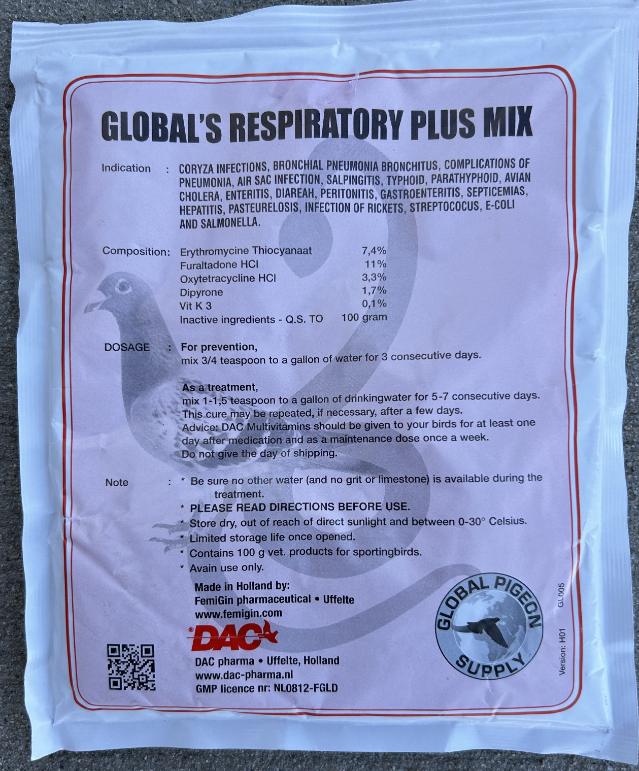 GLOBAL'S RESPIRATORY PLUS MIX
Indication : CORYZA INFECTIONS, BRONCHIAL PNEUMONIA BRONCHITUS, COMPLICATIONS OF
PNEUMONIA, AIR SAC INFECTION, SALPINGITIS, TYPHOID, PARATHYPHOID, AVIAN
CHOLERA, ENTERITIS, DIAREAH, PERITONITIS, GASTROENTERITIS, SEPTICEMIAS,
HEPATITIS, PASTEURELOSIS, INFECTION OF RICKETS, STREPTOCOCUS, E-COLI
AND SALMONELLA.
Composition: Erythromycine Thiocyanaat 7,4%
Furaltadone HCl 11%
Oxytetracycline HCl 3,3%
Dipyrone 1,7%
Vit K 3 0,1%
Inactive ingredients - Q.S. TO 100 gram
DOSAGE : For prevention,
mix 3/4 teaspoon to a gallon of water for 3 consecutive days.
As a treatment,
mix 1-1,5 teaspoon to a gallon of drinkingwater for 5-7 consecutive days.
This cure may be repeated, if necessary, after a few days.
Advice: DAC Multivitamins should be given to your birds for at least one
day after medication and as a maintenance dose once a week.
Do not give the day of shipping.
Note : * Be sure no other water (and no grit or limestone) is available during the
treatment.
* PLEASE READ DIRECTIONS BEFORE USE.
* Store dry, out of reach of direct sunlight and between 0-30° Celsius.
* Limited storage life once opened.
* Contains 100 g vet. products for sportingbirds.
* Avain use only.
Made in Holland by:
FemiGin pharmaceutical • Uffelte
www.femigin.com
®DAC
DAC pharma • Uffelte, Holland
www.dac-pharma.nl
GMP licence nr: NL0812-FGLD
GLOBAL PIGEON
SUPPLY
Version: H01 GL005